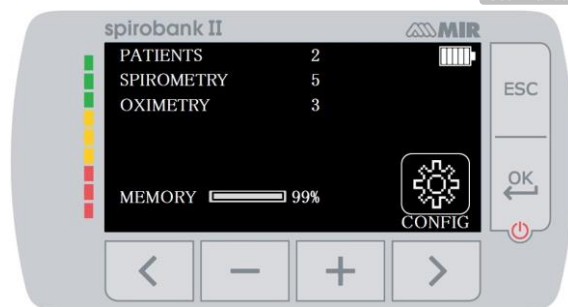 spirobank II
MIR
PATIENTS 2
SPIROMETRY 5
OXIMETRY 3
MEMORY 99%
CONFIG
ESC
OK